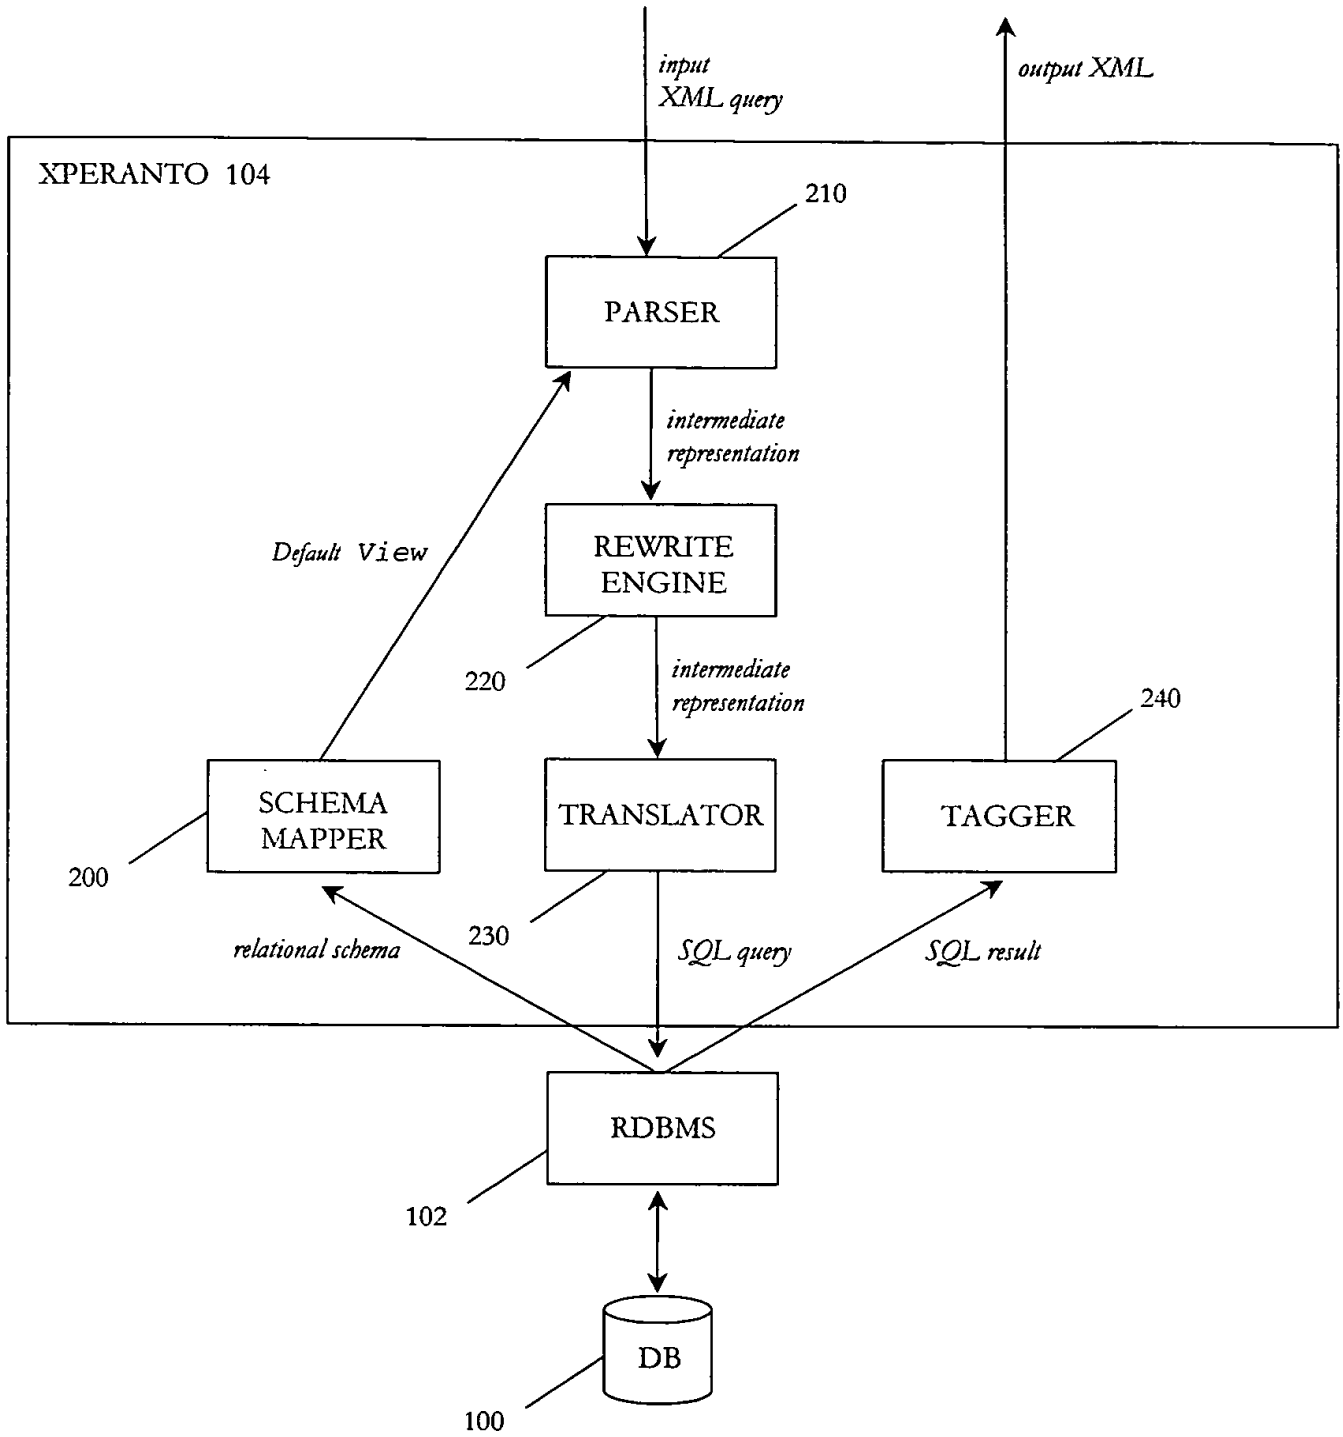 input
XML query
output XML
XPERANTO 104
210
PARSER
intermediate
representation
Default View
REWRITE
ENGINE
220
intermediate
representation
240
SCHEMA
MAPPER
TRANSLATOR
TAGGER
200
230
relational schema
SQL query
SQL result
RDBMS
102
DB
100